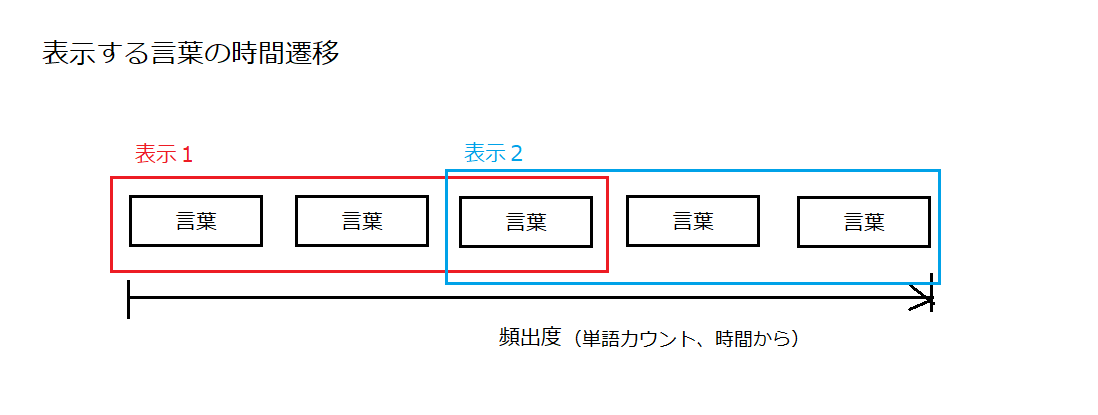 表示する言葉の時間遷移
表示１
表示２
言葉
言葉
言葉
言葉
言葉
頻出度（単語カウント、時間から）